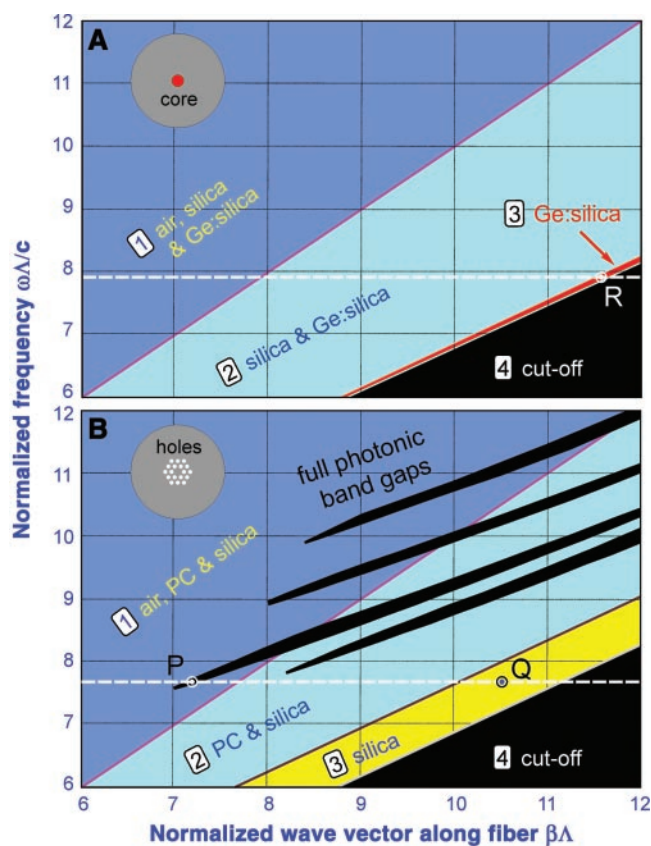 A
core
1 air, silica
& Ge:silica
2 silica & Ge:silica
3 Ge:silica
R
4 cut-off
12
11
10
9
8
7
6
B
holes
full photonic
band gaps
1 air, PC & silica
P
Q
2 PC & silica
3 silica
4 cut-off
12
11
10
9
8
7
6
6 7 8 9 10 11 12
Normalized frequency ωΛ/c
Normalized wave vector along fiber βΛ